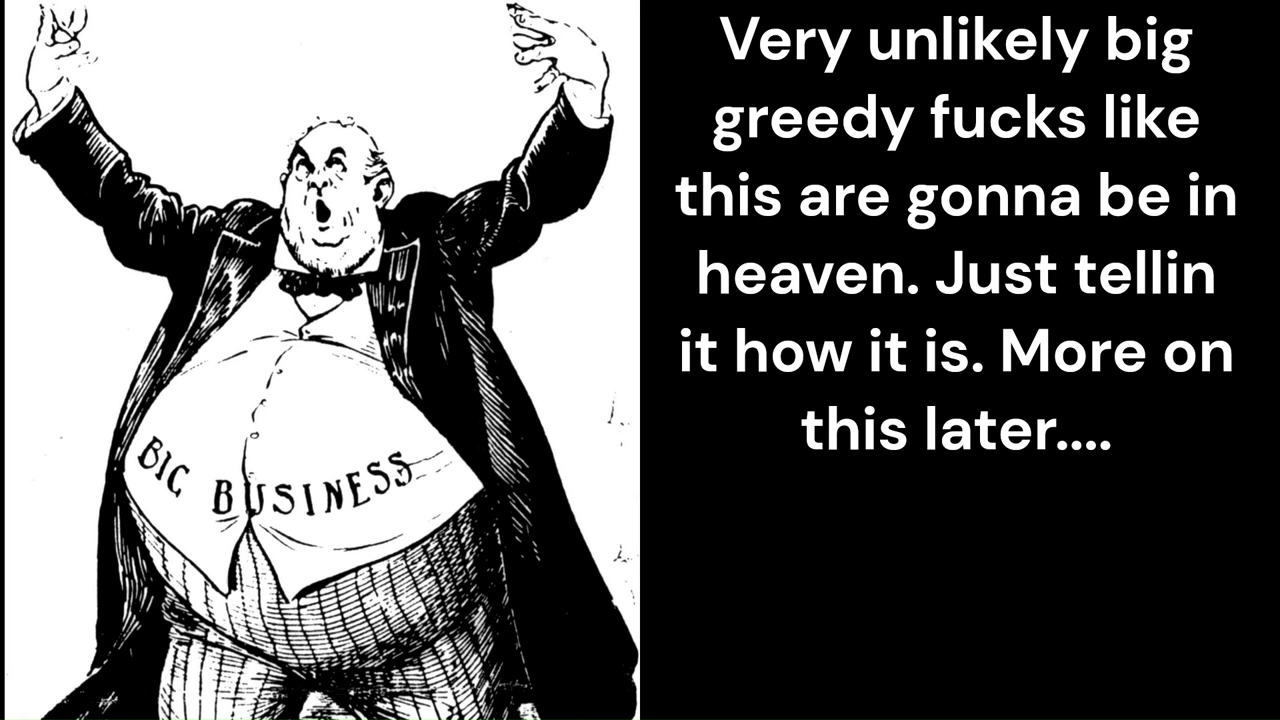 BIG BUSINESS
Very unlikely big
greedy fucks like
this are gonna be in
heaven. Just tellin
it how it is. More on
this later....